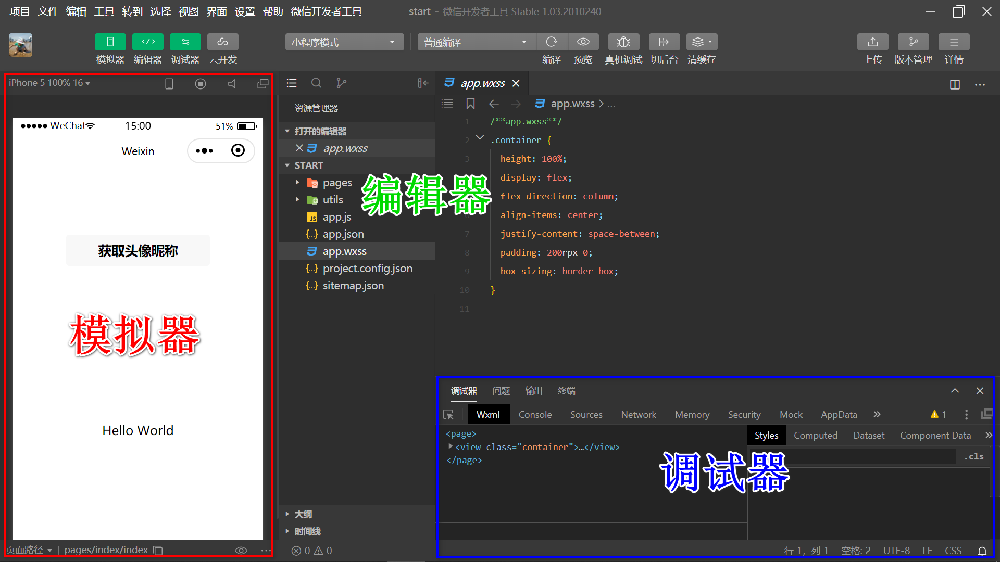 项目 文件 编辑 工具 转到 选择 视图 界面 设置 帮助 微信开发者工具 start - 微信开发者工具 Stable 1.03.2010240
小程序模式 普通编译
模拟器 编辑器 调试器 云开发 编译 预览 真机调试 切后台 清缓存 上传 版本管理 详情
iPhone 5 100% 16
WeChat 15:00 51%
Weixin
获取头像昵称
模拟器
Hello World
页面路径 pages/index/index
资源管理器
打开的编辑器
app.wxss
START
pages
utils
JS app.js
{..} app.json
app.wxss
{..} project.config.json
{..} sitemap.json
编辑器
大纲
时间线
0 0
app.wxss
app.wxss > ...
1 /**app.wxss**/
2 .container {
3 height: 100%;
display: flex;
flex-direction: column;
align-items: center;
7 justify-content: space-between;
8 padding: 200rpx 0;
9 box-sizing: border-box;
10 }
11
调试器 问题 输出 终端
Wxml Console Sources Network Memory Security Mock AppData » 1
<page>
<view class="container">…</view>
</page>
Styles Computed Dataset Component Data »
.cls
调试器
行 1，列 1 空格: 2 UTF-8 LF CSS